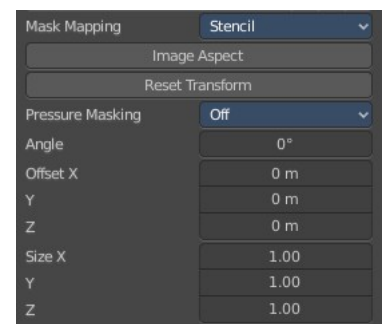 Mask Mapping Stencil
Image Aspect
Reset Transform
Pressure Masking Off
Angle 0°
Offset X 0 m
Y 0 m
Z 0 m
Size X 1.00
Y 1.00
Z 1.00